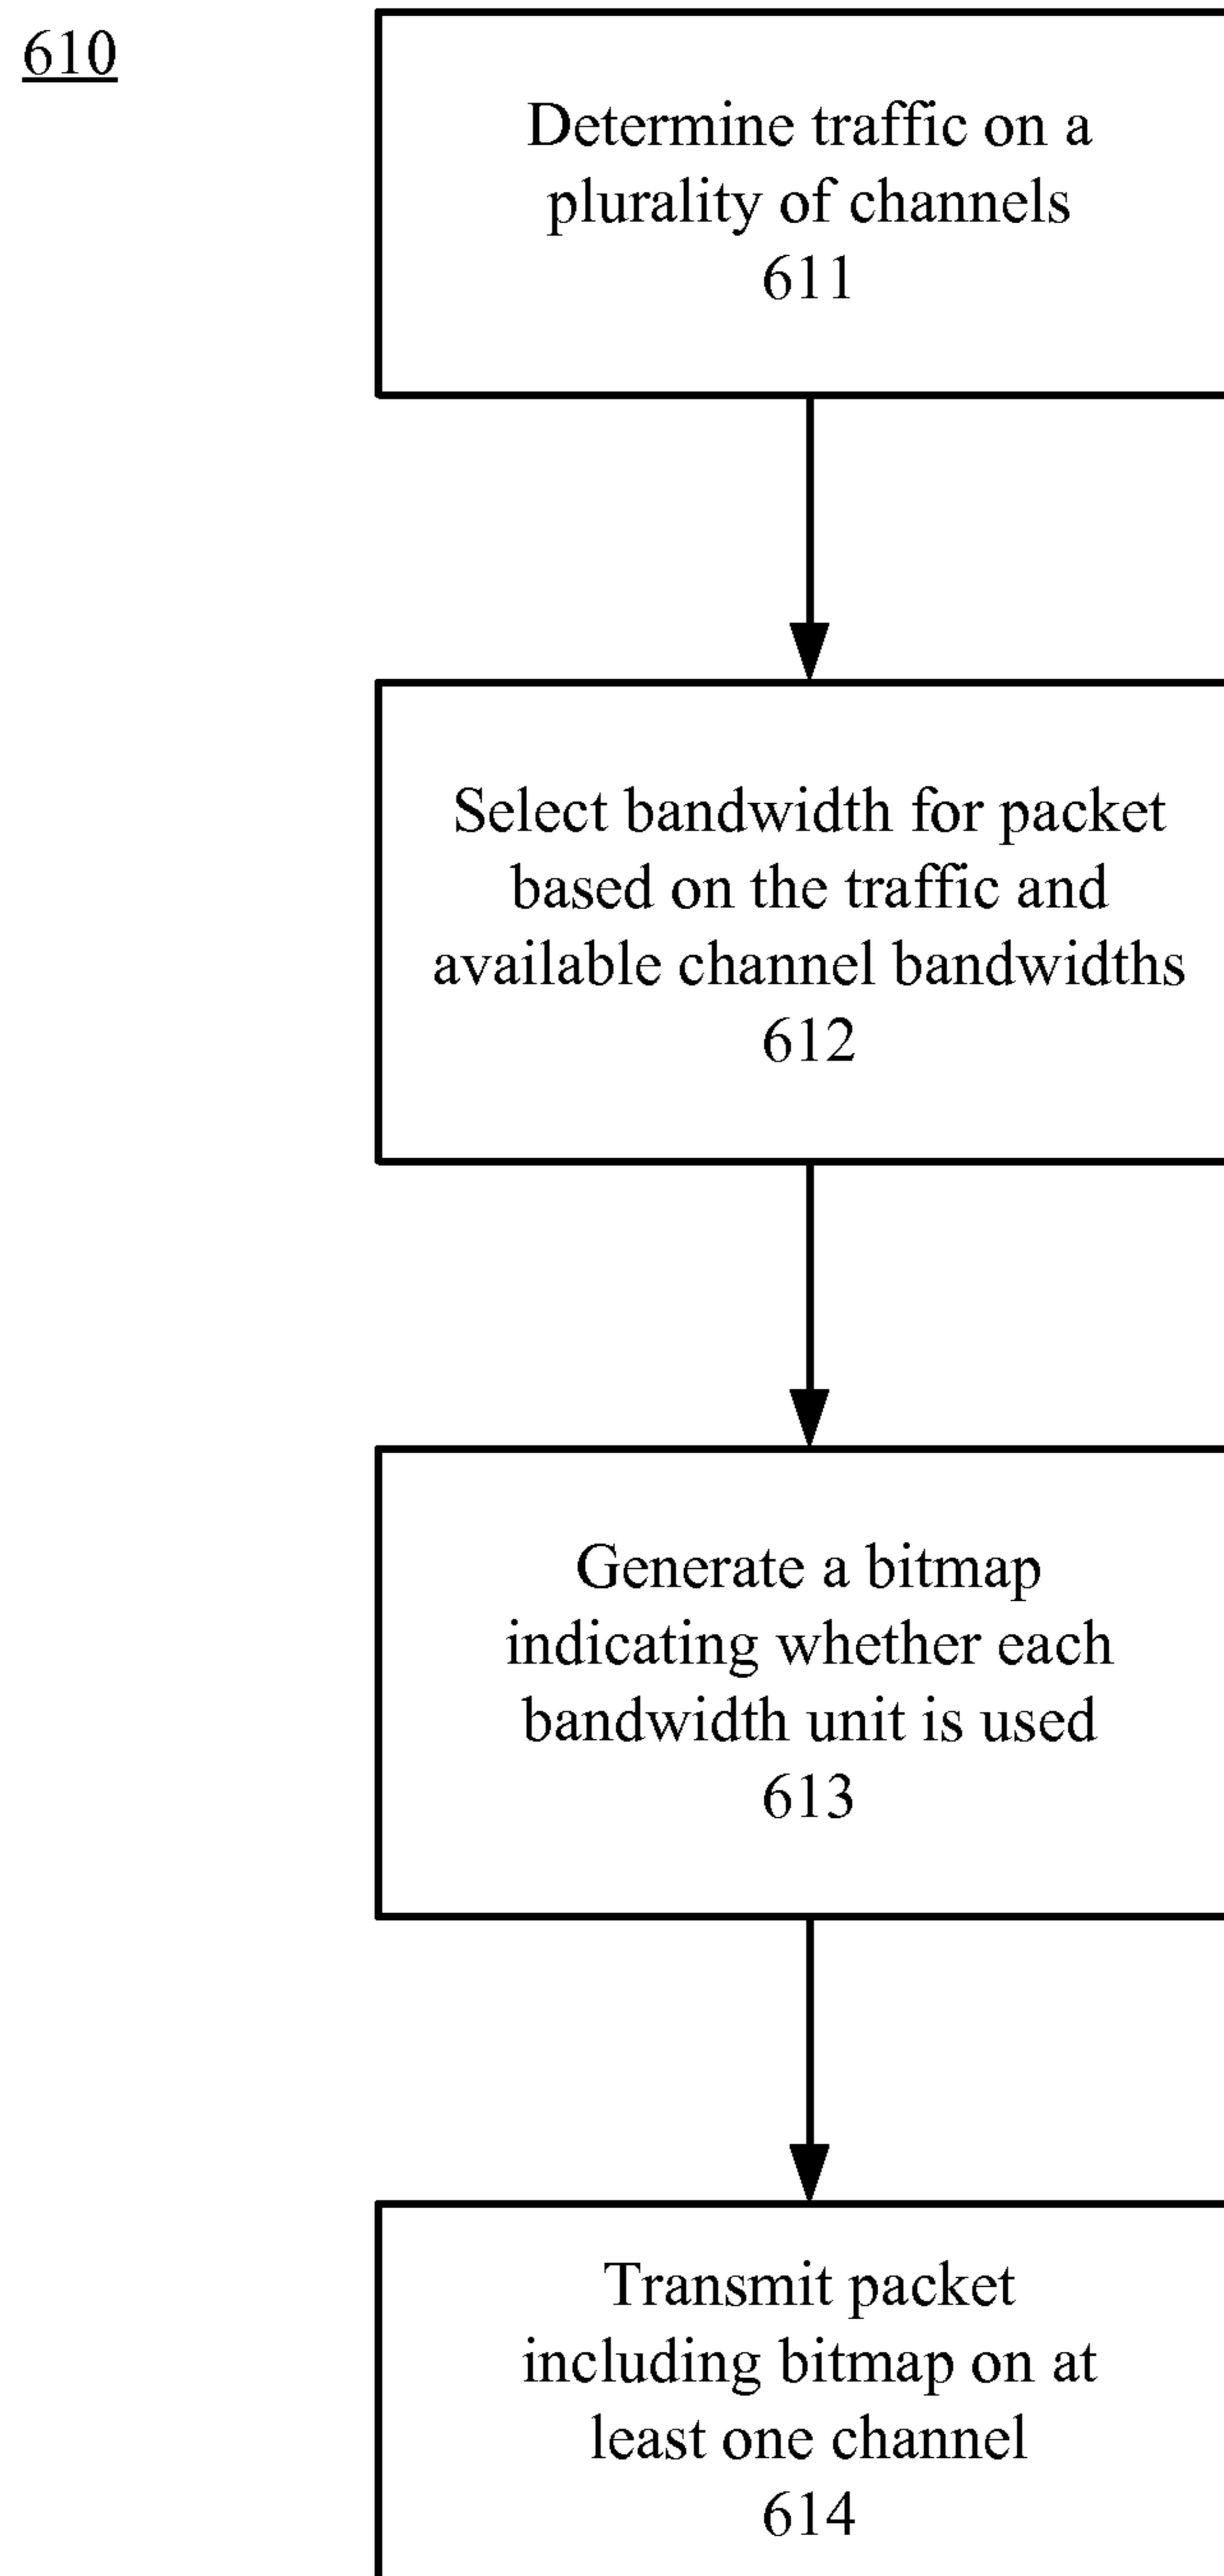 610
Determine traffic on a
plurality of channels
611
Select bandwidth for packet
based on the traffic and
available channel bandwidths
612
Generate a bitmap
indicating whether each
bandwidth unit is used
613
Transmit packet
including bitmap on at
least one channel
614